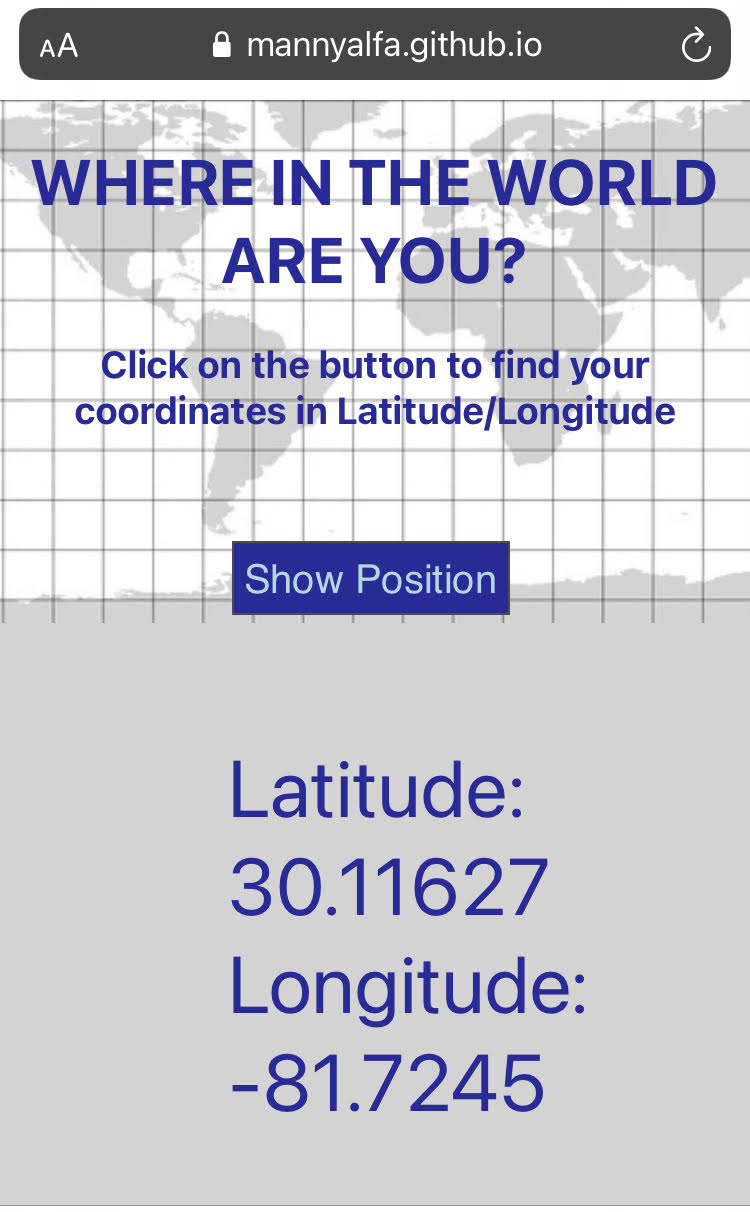 AA mannyalfa.github.io
WHERE IN THE WORLD
ARE YOU?
Click on the button to find your
coordinates in Latitude/Longitude
Show Position
Latitude:
30.11627
Longitude:
-81.7245